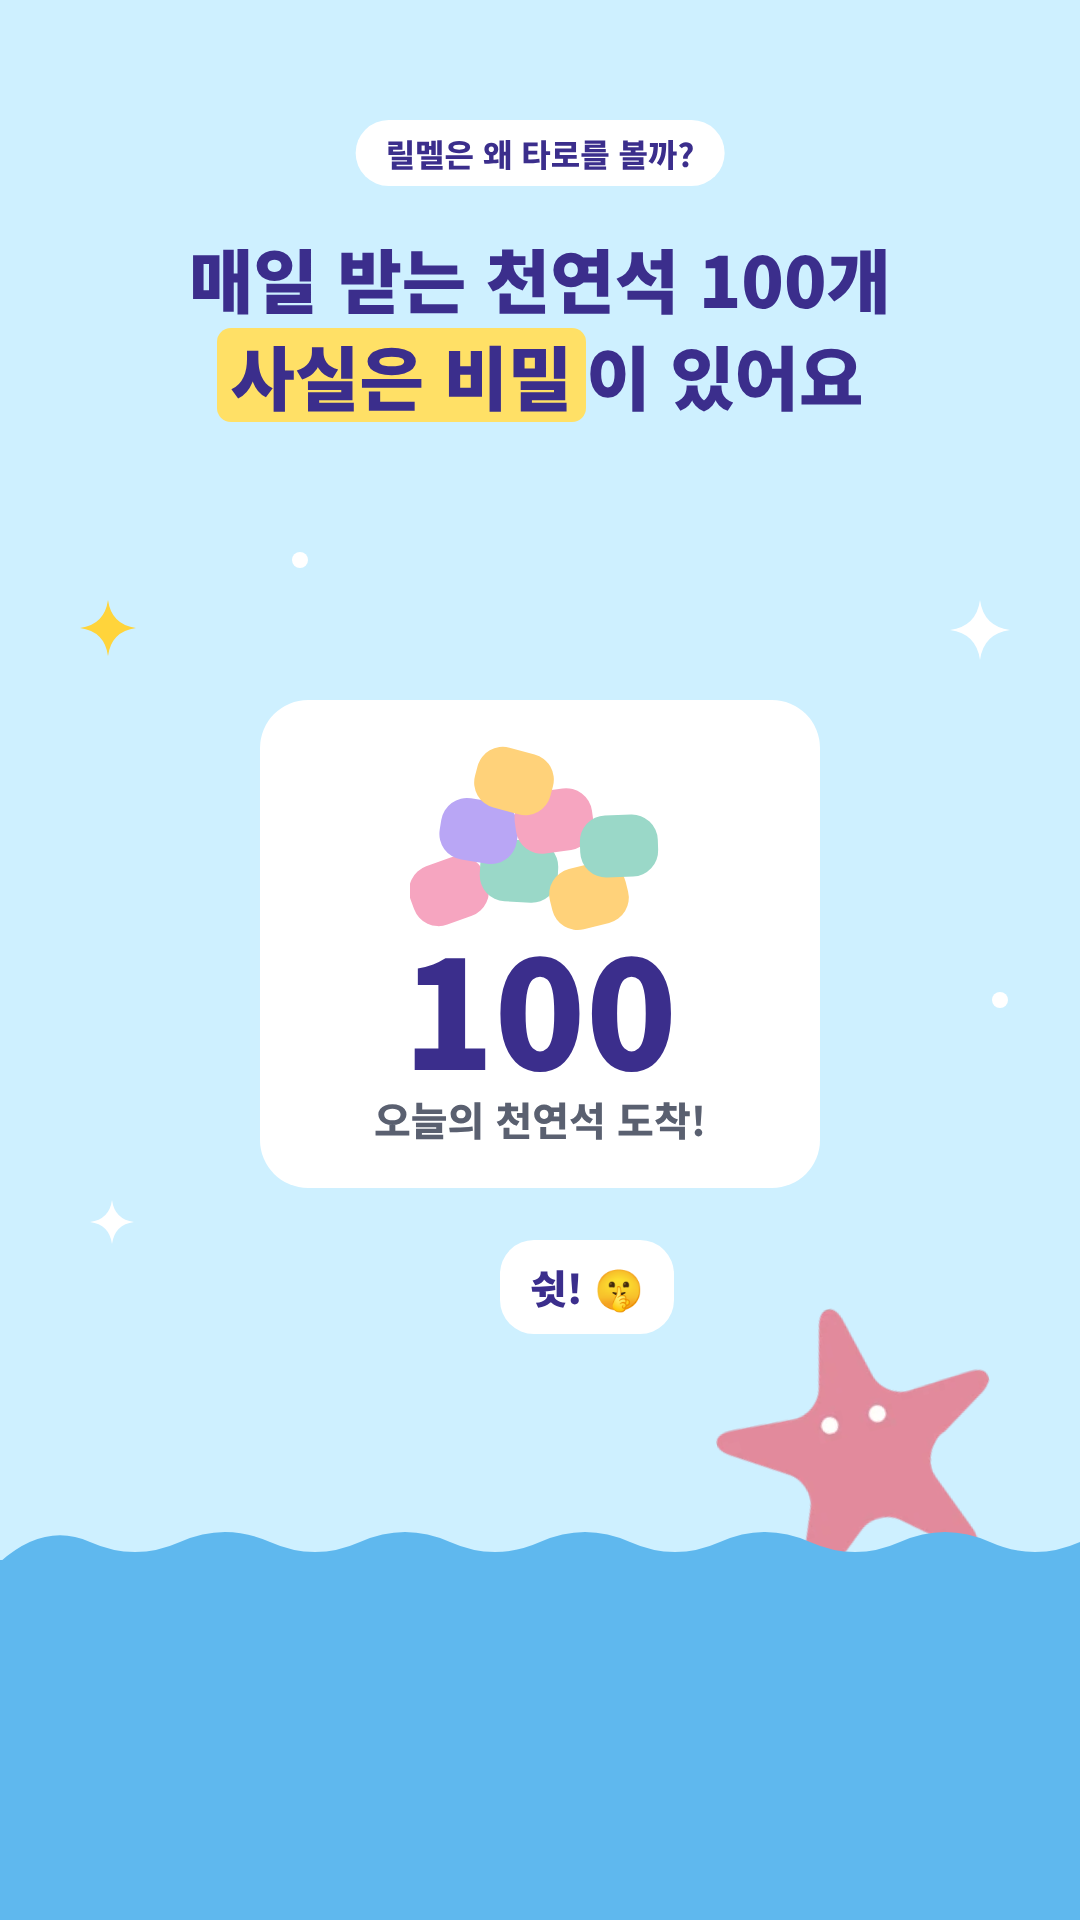 릴멜은 왜 타로를 볼까?
매일 받는 천연석 100개
사실은 비밀이 있어요
100
오늘의 천연석 도착!
쉿! 🤫